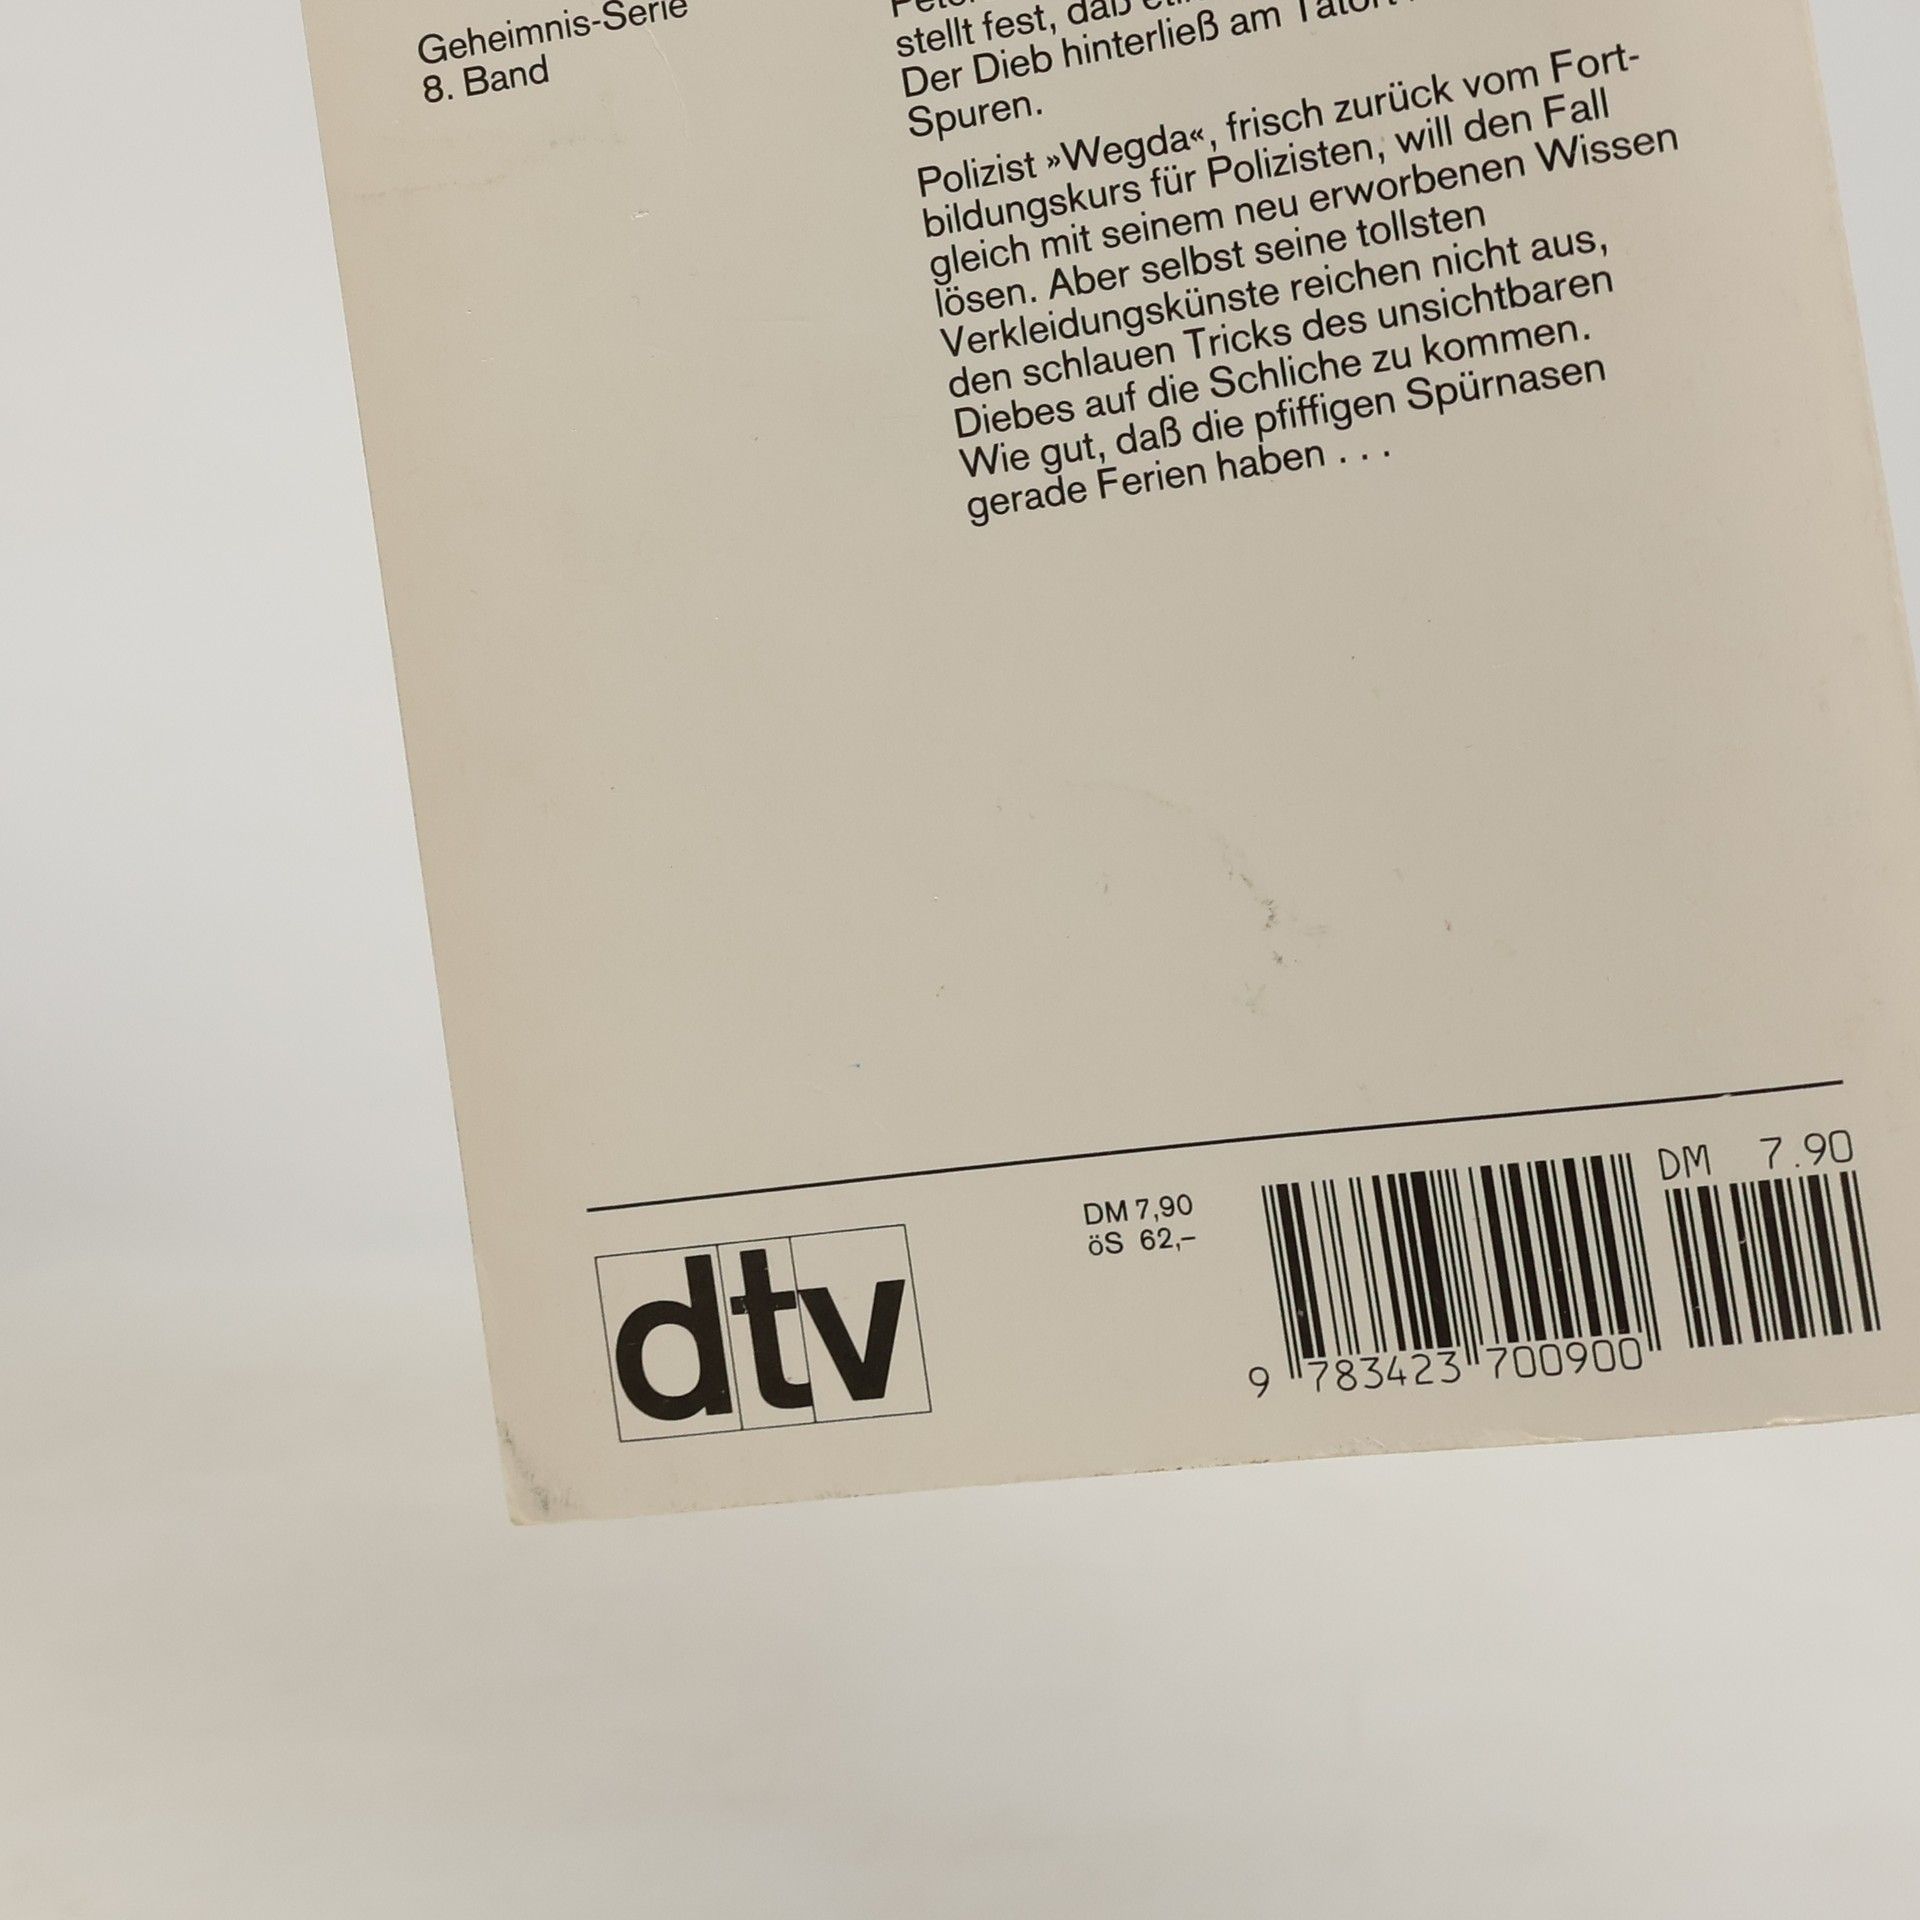 Geheimnis-Serie
8. Band
stellt fest, daß
Der Dieb hinterließ am Tatort
Spuren.
Polizist »Wegda«, frisch zurück vom Fort-
bildungskurs für Polizisten, will den Fall
gleich mit seinem neu erworbenen Wissen
lösen. Aber selbst seine tollsten
Verkleidungskünste reichen nicht aus,
den schlauen Tricks des unsichtbaren
Diebes auf die Schliche zu kommen.
Wie gut, daß die pfiffigen Spürnasen
gerade Ferien haben . . .
dtv
DM 7,90
öS 62,–
DM 7.90
9 783423 700900